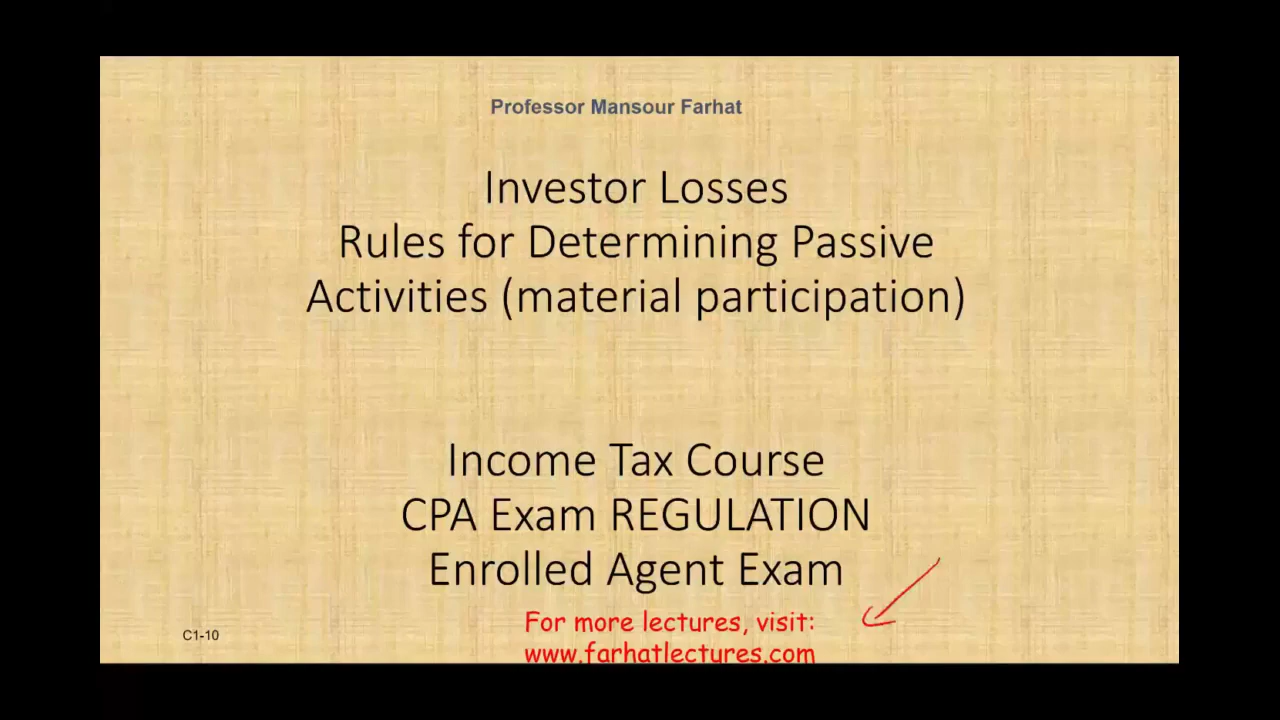 Professor Mansour Farhat
Investor Losses
Rules for Determining Passive
Activities (material participation)
Income Tax Course
CPA Exam REGULATION
Enrolled Agent Exam
For more lectures, visit:
www.farhatlectures.com
C1-10